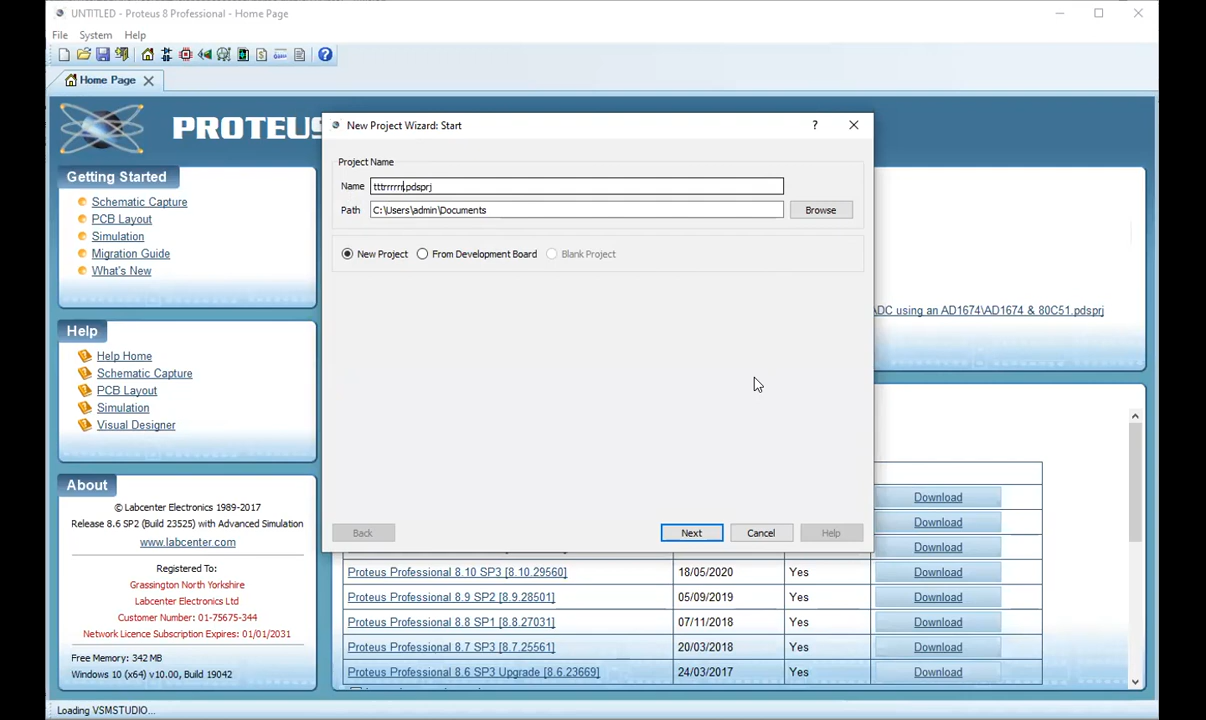 UNTITLED - Proteus 8 Professional - Home Page
File System Help
Home Page
PROTEUS
New Project Wizard: Start
Project Name
Name tttrrrrrr.pdsprj
Path C:\Users\admin\Documents Browse
New Project From Development Board Blank Project
Back Next Cancel Help
Getting Started
Schematic Capture
PCB Layout
Simulation
Migration Guide
What's New
Help
Help Home
Schematic Capture
PCB Layout
Simulation
Visual Designer
About
© Labcenter Electronics 1989-2017
Release 8.6 SP2 (Build 23525) with Advanced Simulation
www.labcenter.com
Registered To:
Grassington North Yorkshire
Labcenter Electronics Ltd
Customer Number: 01-75675-344
Network Licence Subscription Expires: 01/01/2031
Free Memory: 342 MB
Windows 10 (x64) v10.00, Build 19042
ADC using an AD1674\AD1674 & 80C51.pdsprj
Download
Download
Download
Proteus Professional 8.10 SP3 [8.10.29560] 18/05/2020 Yes Download
Proteus Professional 8.9 SP2 [8.9.28501] 05/09/2019 Yes Download
Proteus Professional 8.8 SP1 [8.8.27031] 07/11/2018 Yes Download
Proteus Professional 8.7 SP3 [8.7.25561] 20/03/2018 Yes Download
Proteus Professional 8.6 SP3 Upgrade [8.6.23669] 24/03/2017 Yes Download
Loading VSMSTUDIO...